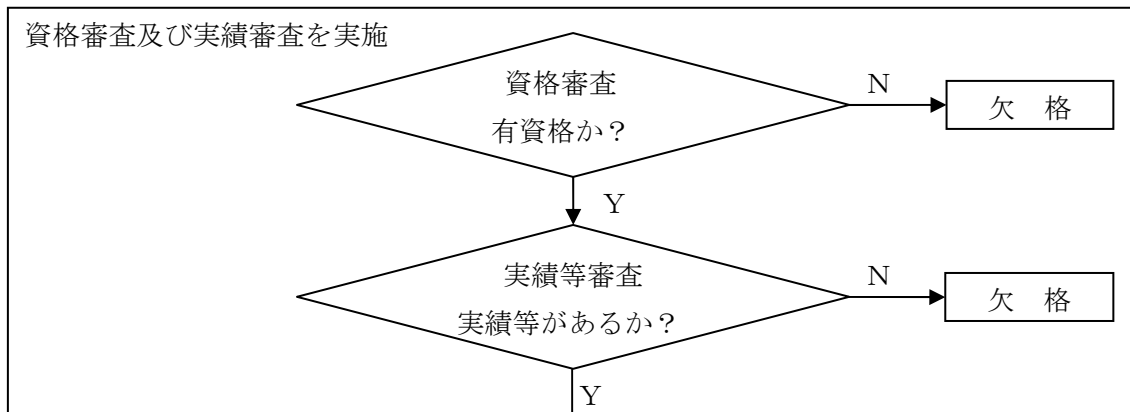 資格審査及び実績審査を実施
資格審査
有資格か？
N
欠　格
Y
実績等審査
実績等があるか？
N
欠　格
Y